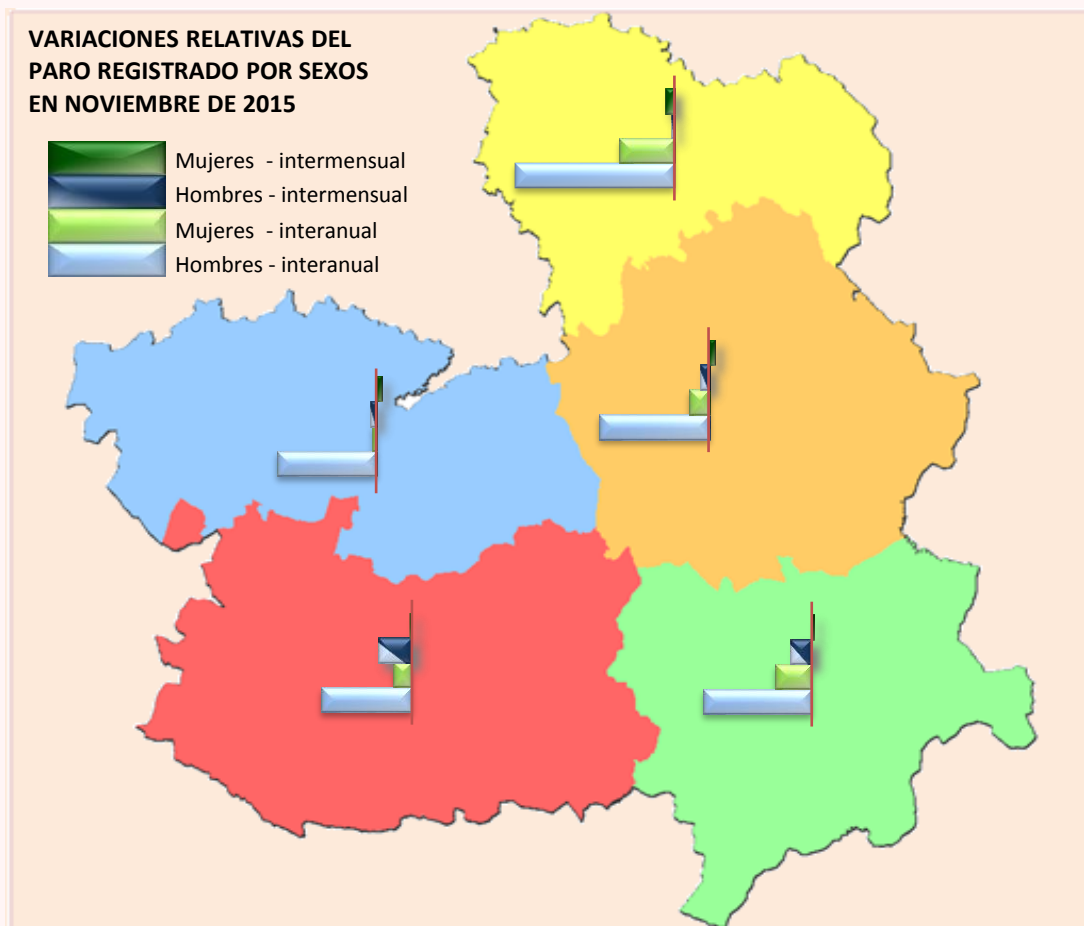 VARIACIONES RELATIVAS DEL
PARO REGISTRADO POR SEXOS
EN NOVIEMBRE DE 2015
Mujeres - intermensual
Hombres - intermensual
Mujeres - interanual
Hombres - interanual